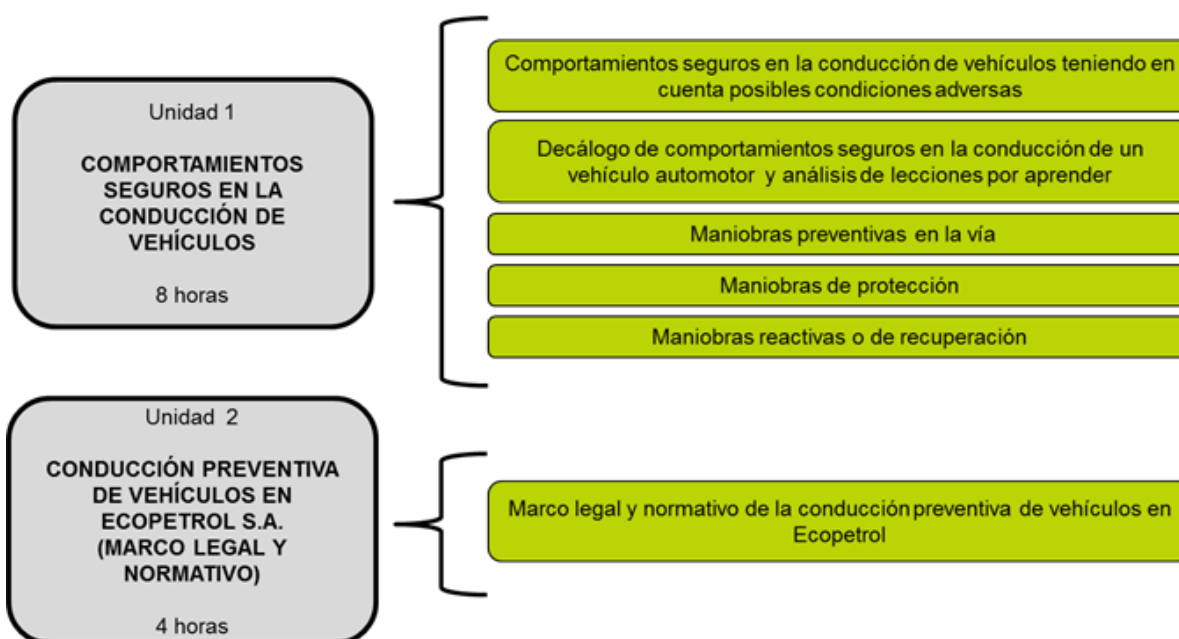 Unidad 1
COMPORTAMIENTOS
SEGUROS EN LA
CONDUCCIÓN DE
VEHÍCULOS
8 horas
Comportamientos seguros en la conducción de vehículos teniendo en
cuenta posibles condiciones adversas
Decálogo de comportamientos seguros en la conducción de un
vehículo automotor y análisis de lecciones por aprender
Maniobras preventivas en la vía
Maniobras de protección
Maniobras reactivas o de recuperación
Unidad 2
CONDUCCIÓN PREVENTIVA
DE VEHÍCULOS EN
ECOPETROL S.A.
(MARCO LEGAL Y
NORMATIVO)
4 horas
Marco legal y normativo de la conducción preventiva de vehículos en
Ecopetrol